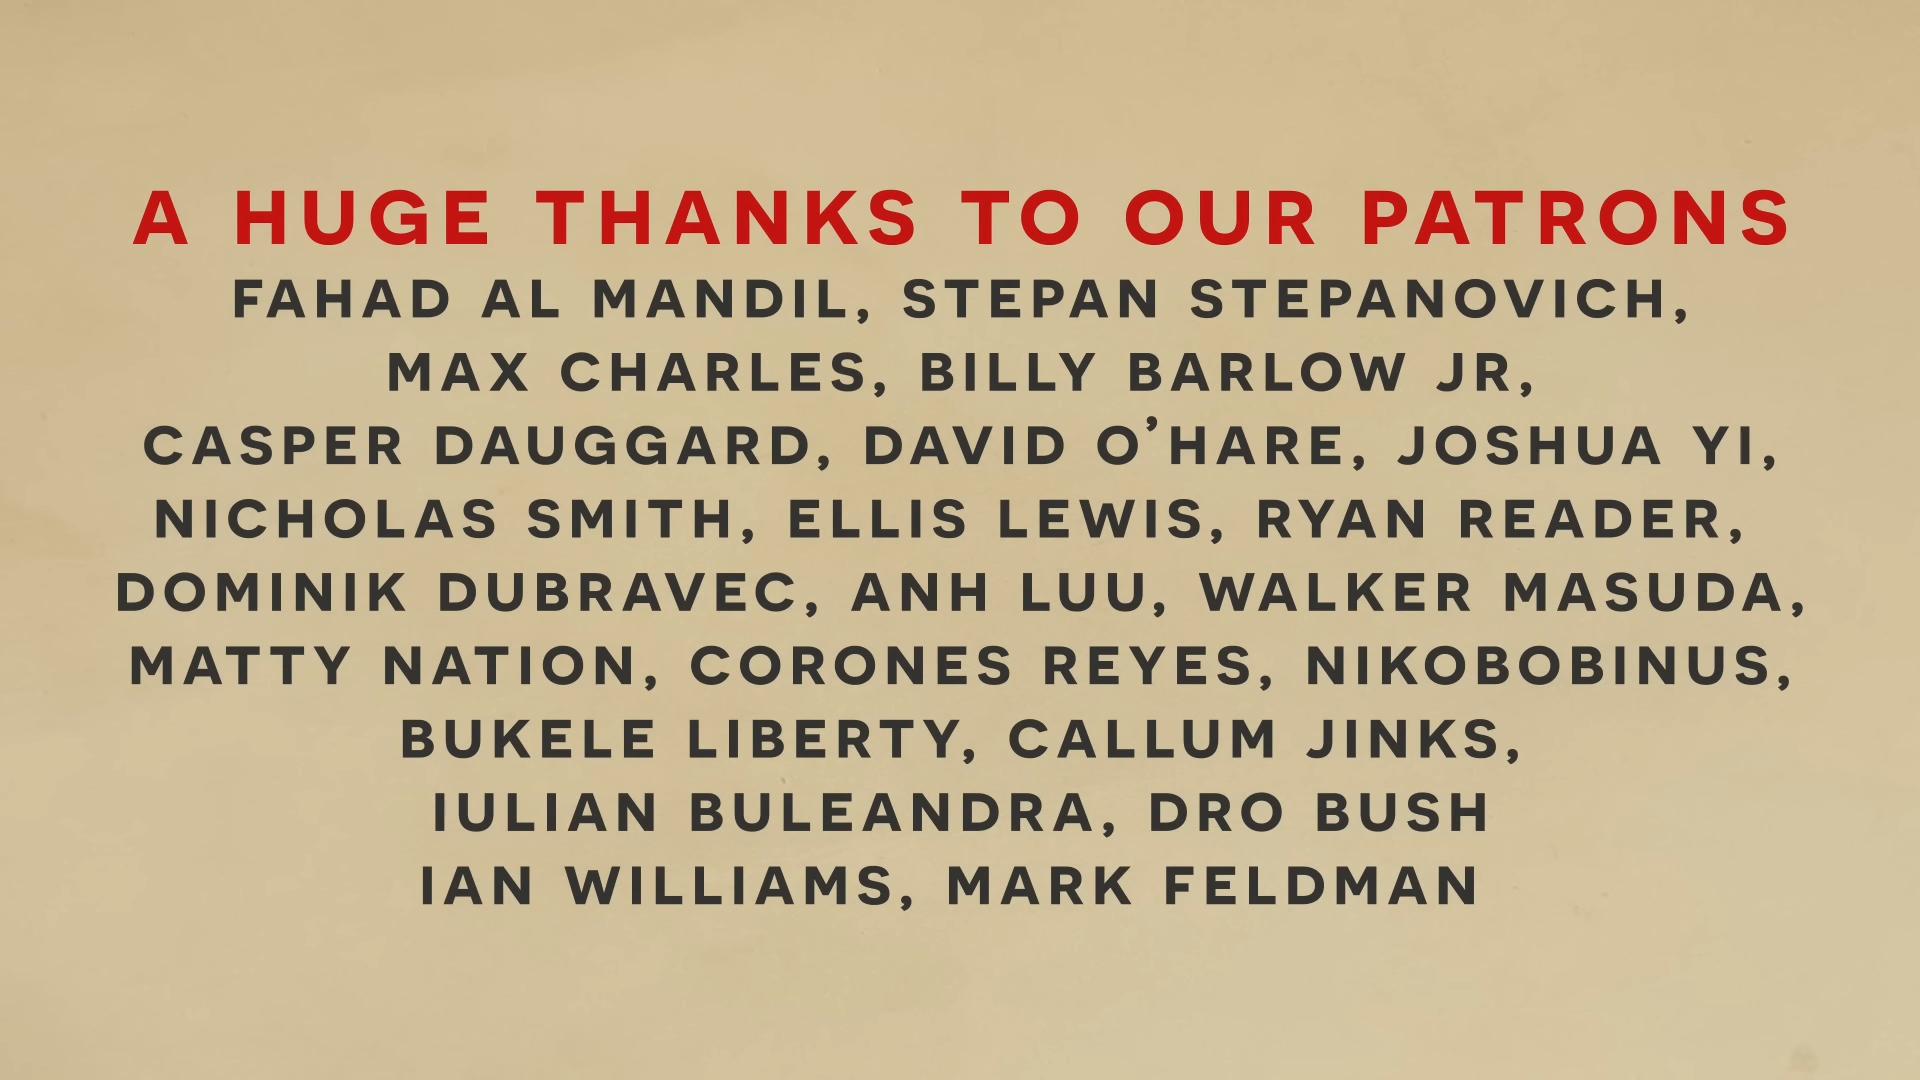 A HUGE THANKS TO OUR PATRONS
FAHAD AL MANDIL, STEPAN STEPANOVICH,
MAX CHARLES, BILLY BARLOW JR,
CASPER DAUGGARD, DAVID O’HARE, JOSHUA YI,
NICHOLAS SMITH, ELLIS LEWIS, RYAN READER,
DOMINIK DUBRAVEC, ANH LUU, WALKER MASUDA,
MATTY NATION, CORONES REYES, NIKOBOBINUS,
BUKELE LIBERTY, CALLUM JINKS,
IULIAN BULEANDRA, DRO BUSH
IAN WILLIAMS, MARK FELDMAN